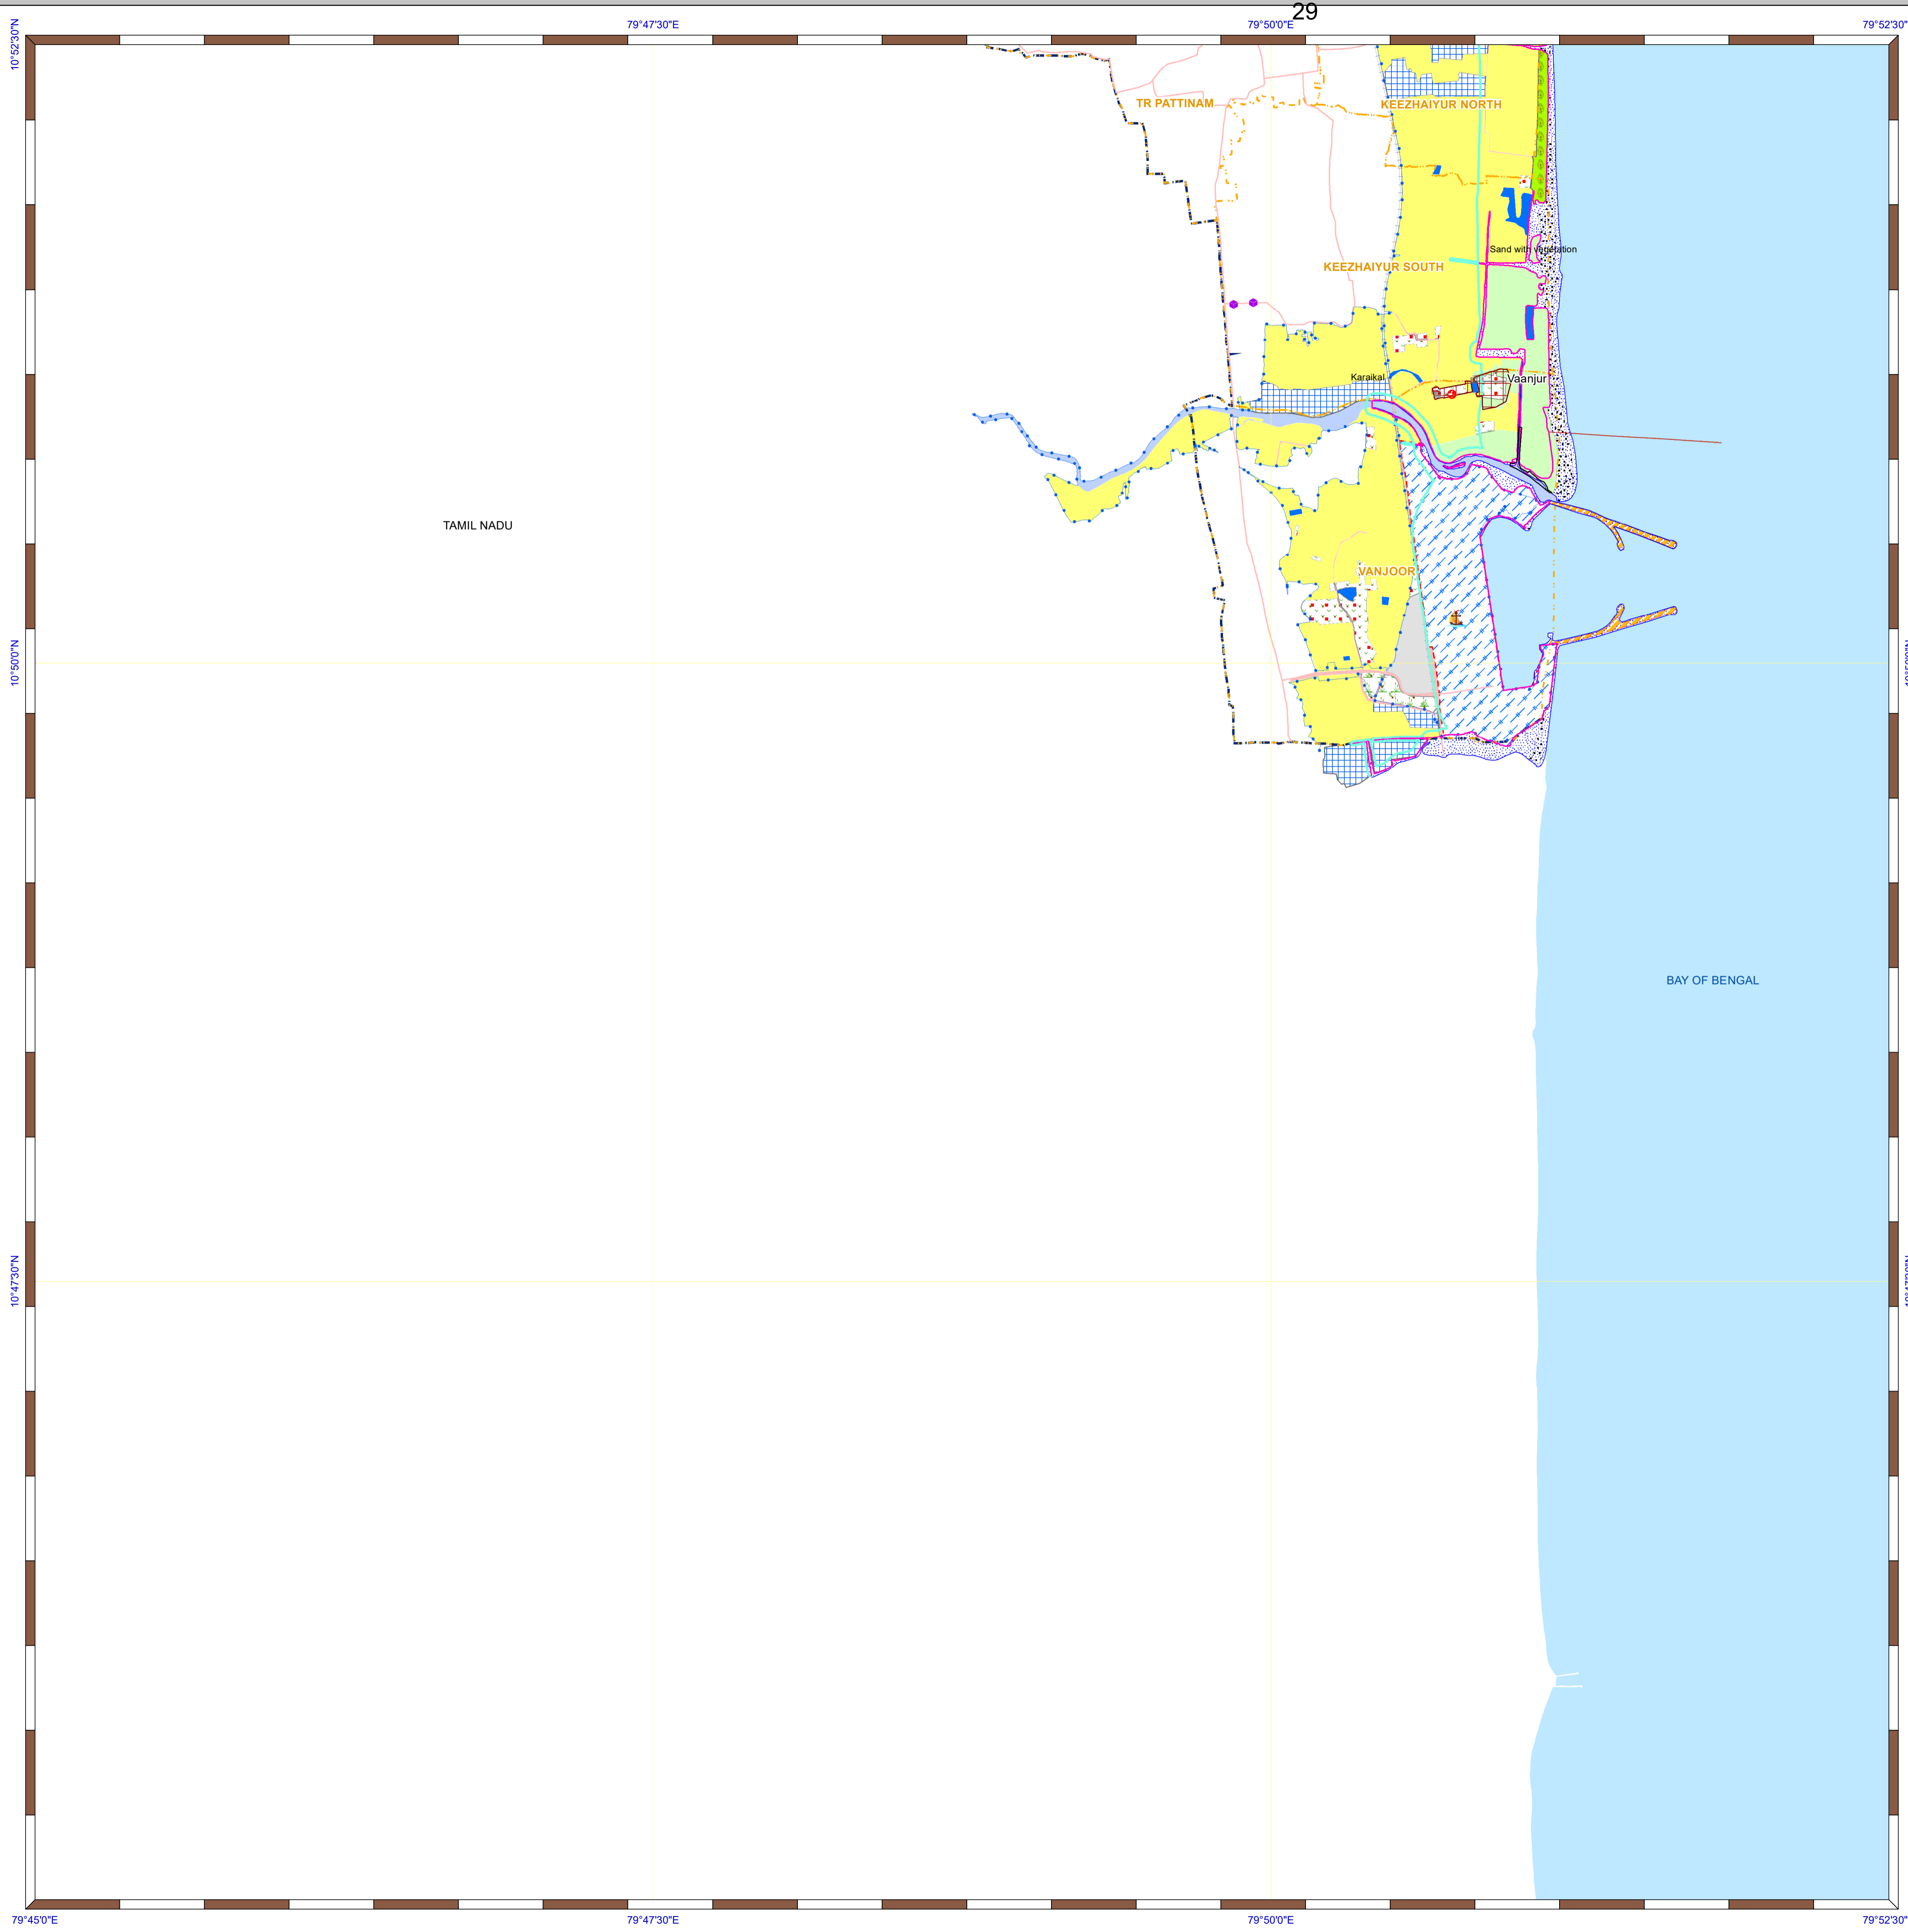 29
79°47'30"E
79°50'0"E
79°52'30"
10°52'30"N
TR PATTINAM
KEEZHAIYUR NORTH
Sand with vegetation
KEEZHAIYUR SOUTH
Karaikal
Vaanjur
TAMIL NADU
VANJOOR
10°50'0"N
BAY OF BENGAL
10°47'30"N
79°45'0"E
79°47'30"E
79°50'0"E
79°52'30"